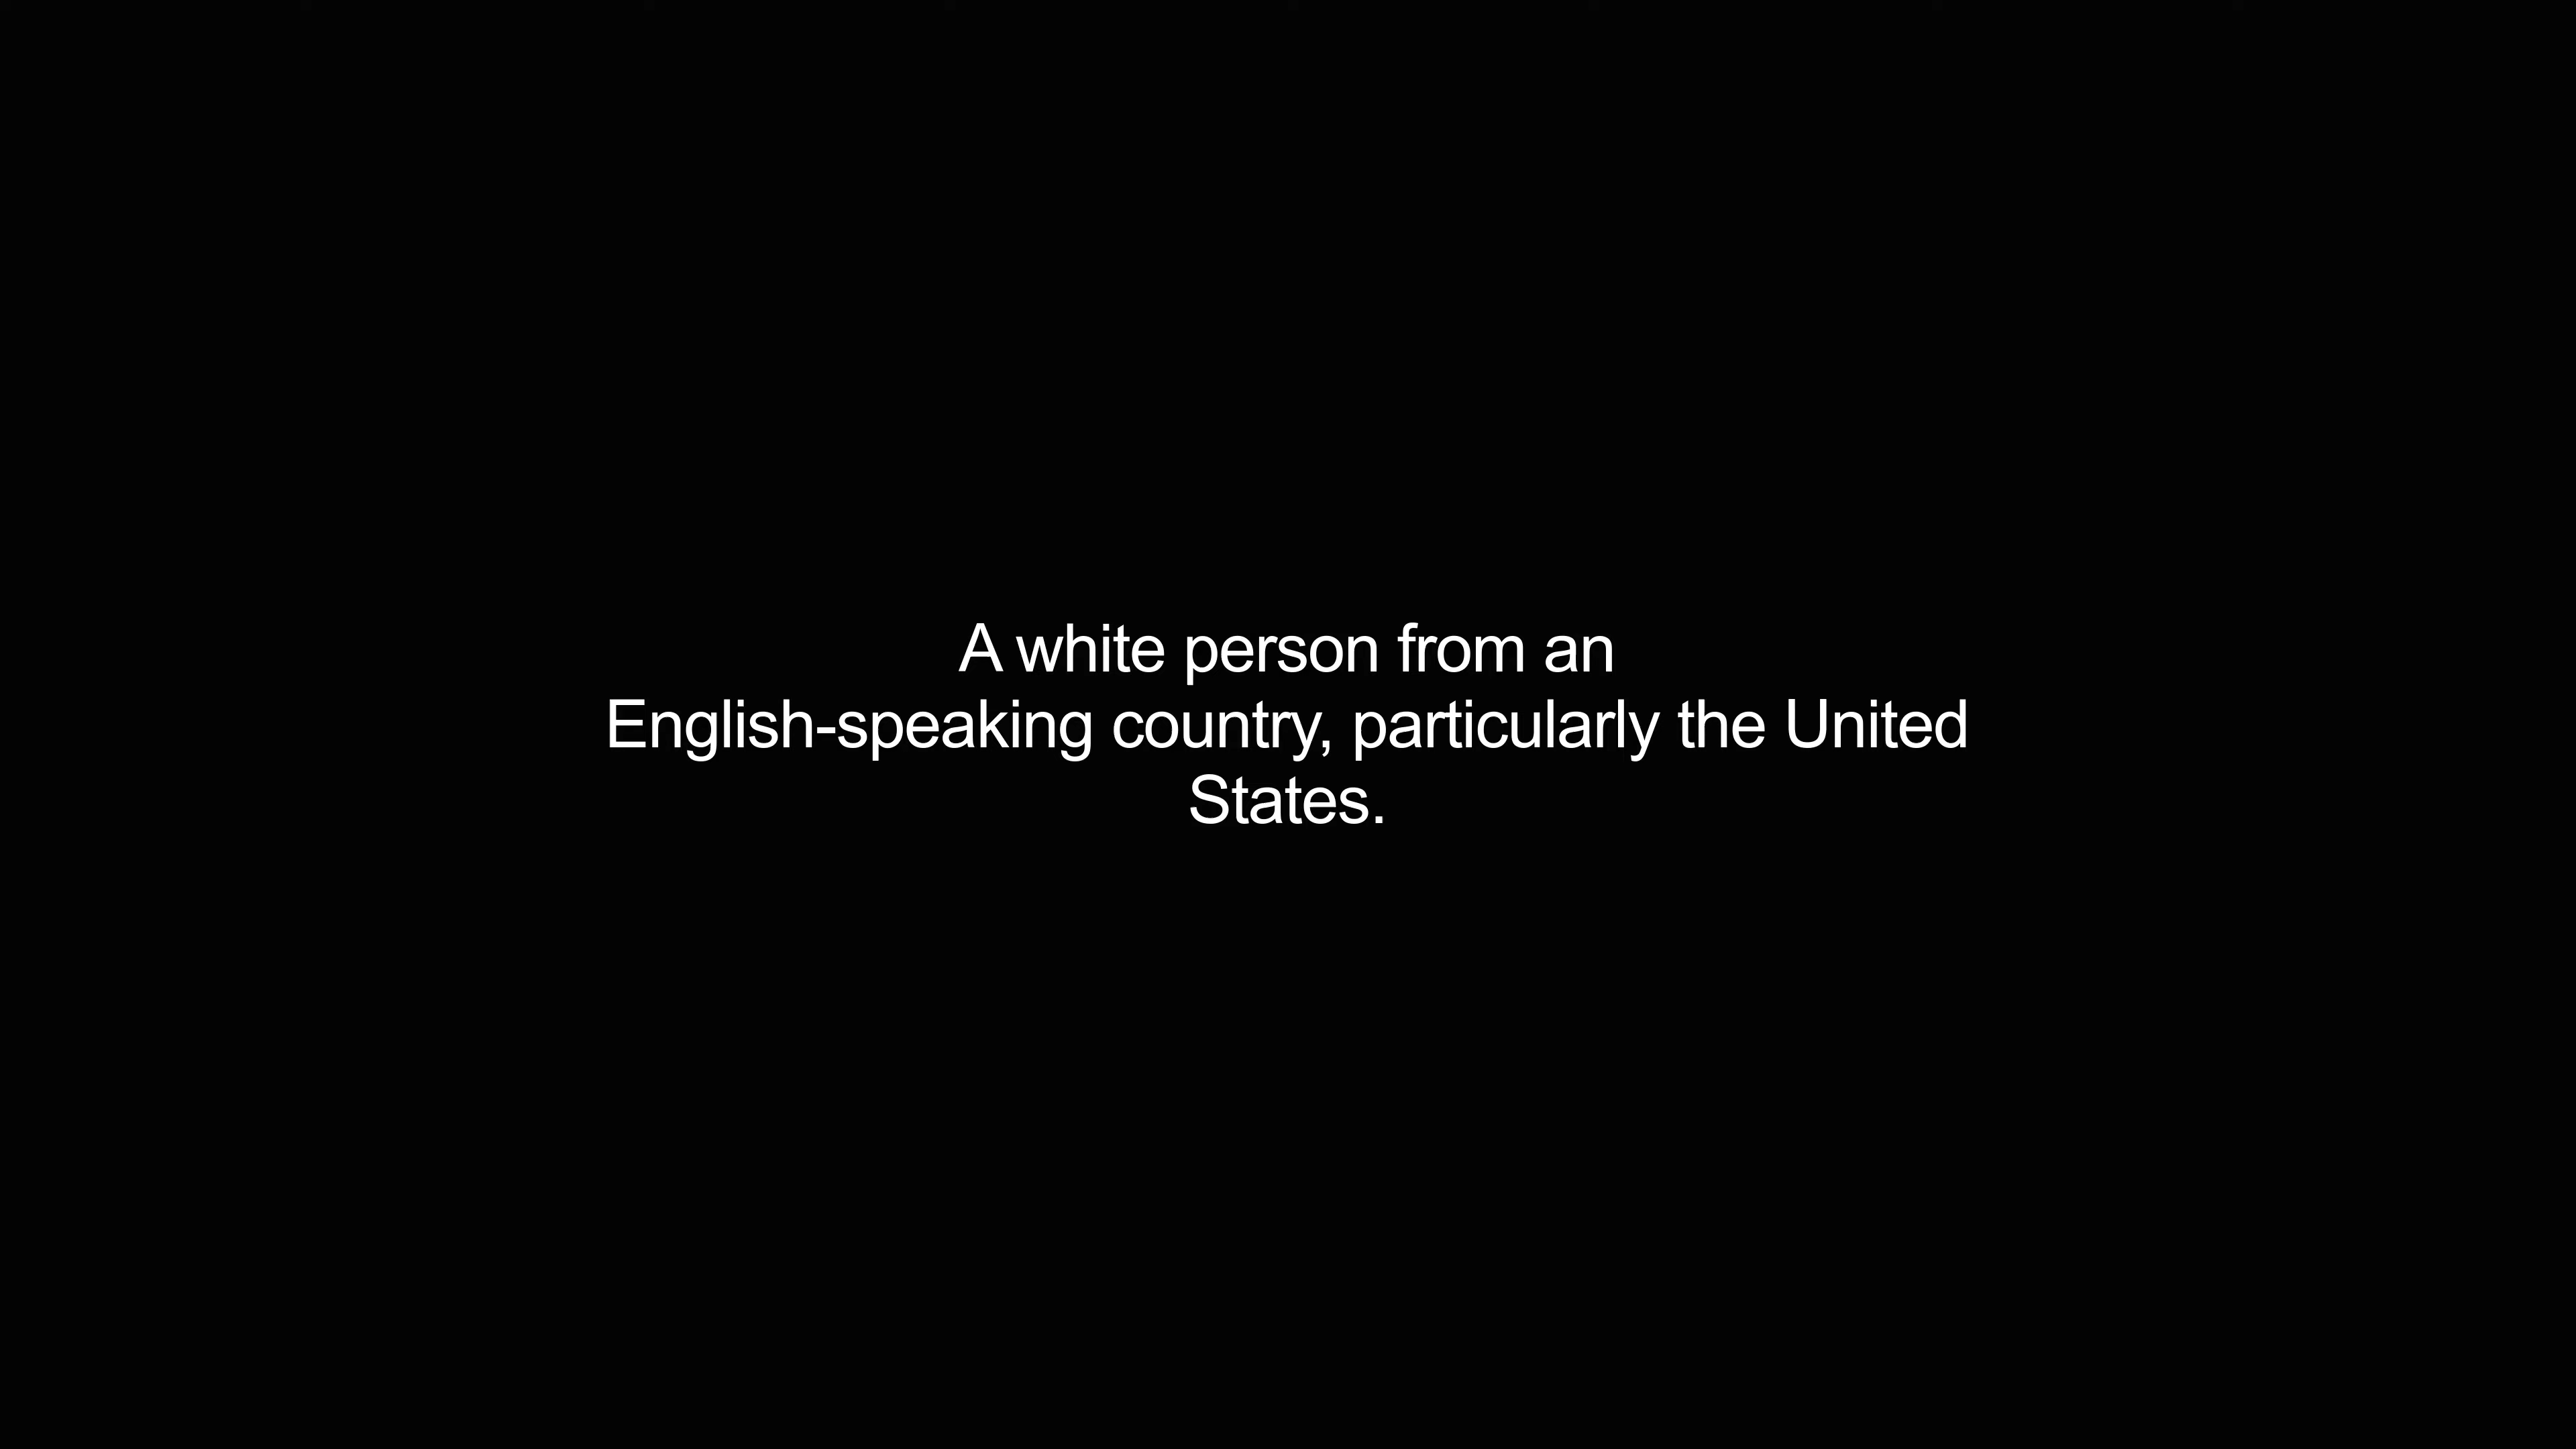 A white person from an
English-speaking country, particularly the United
States.